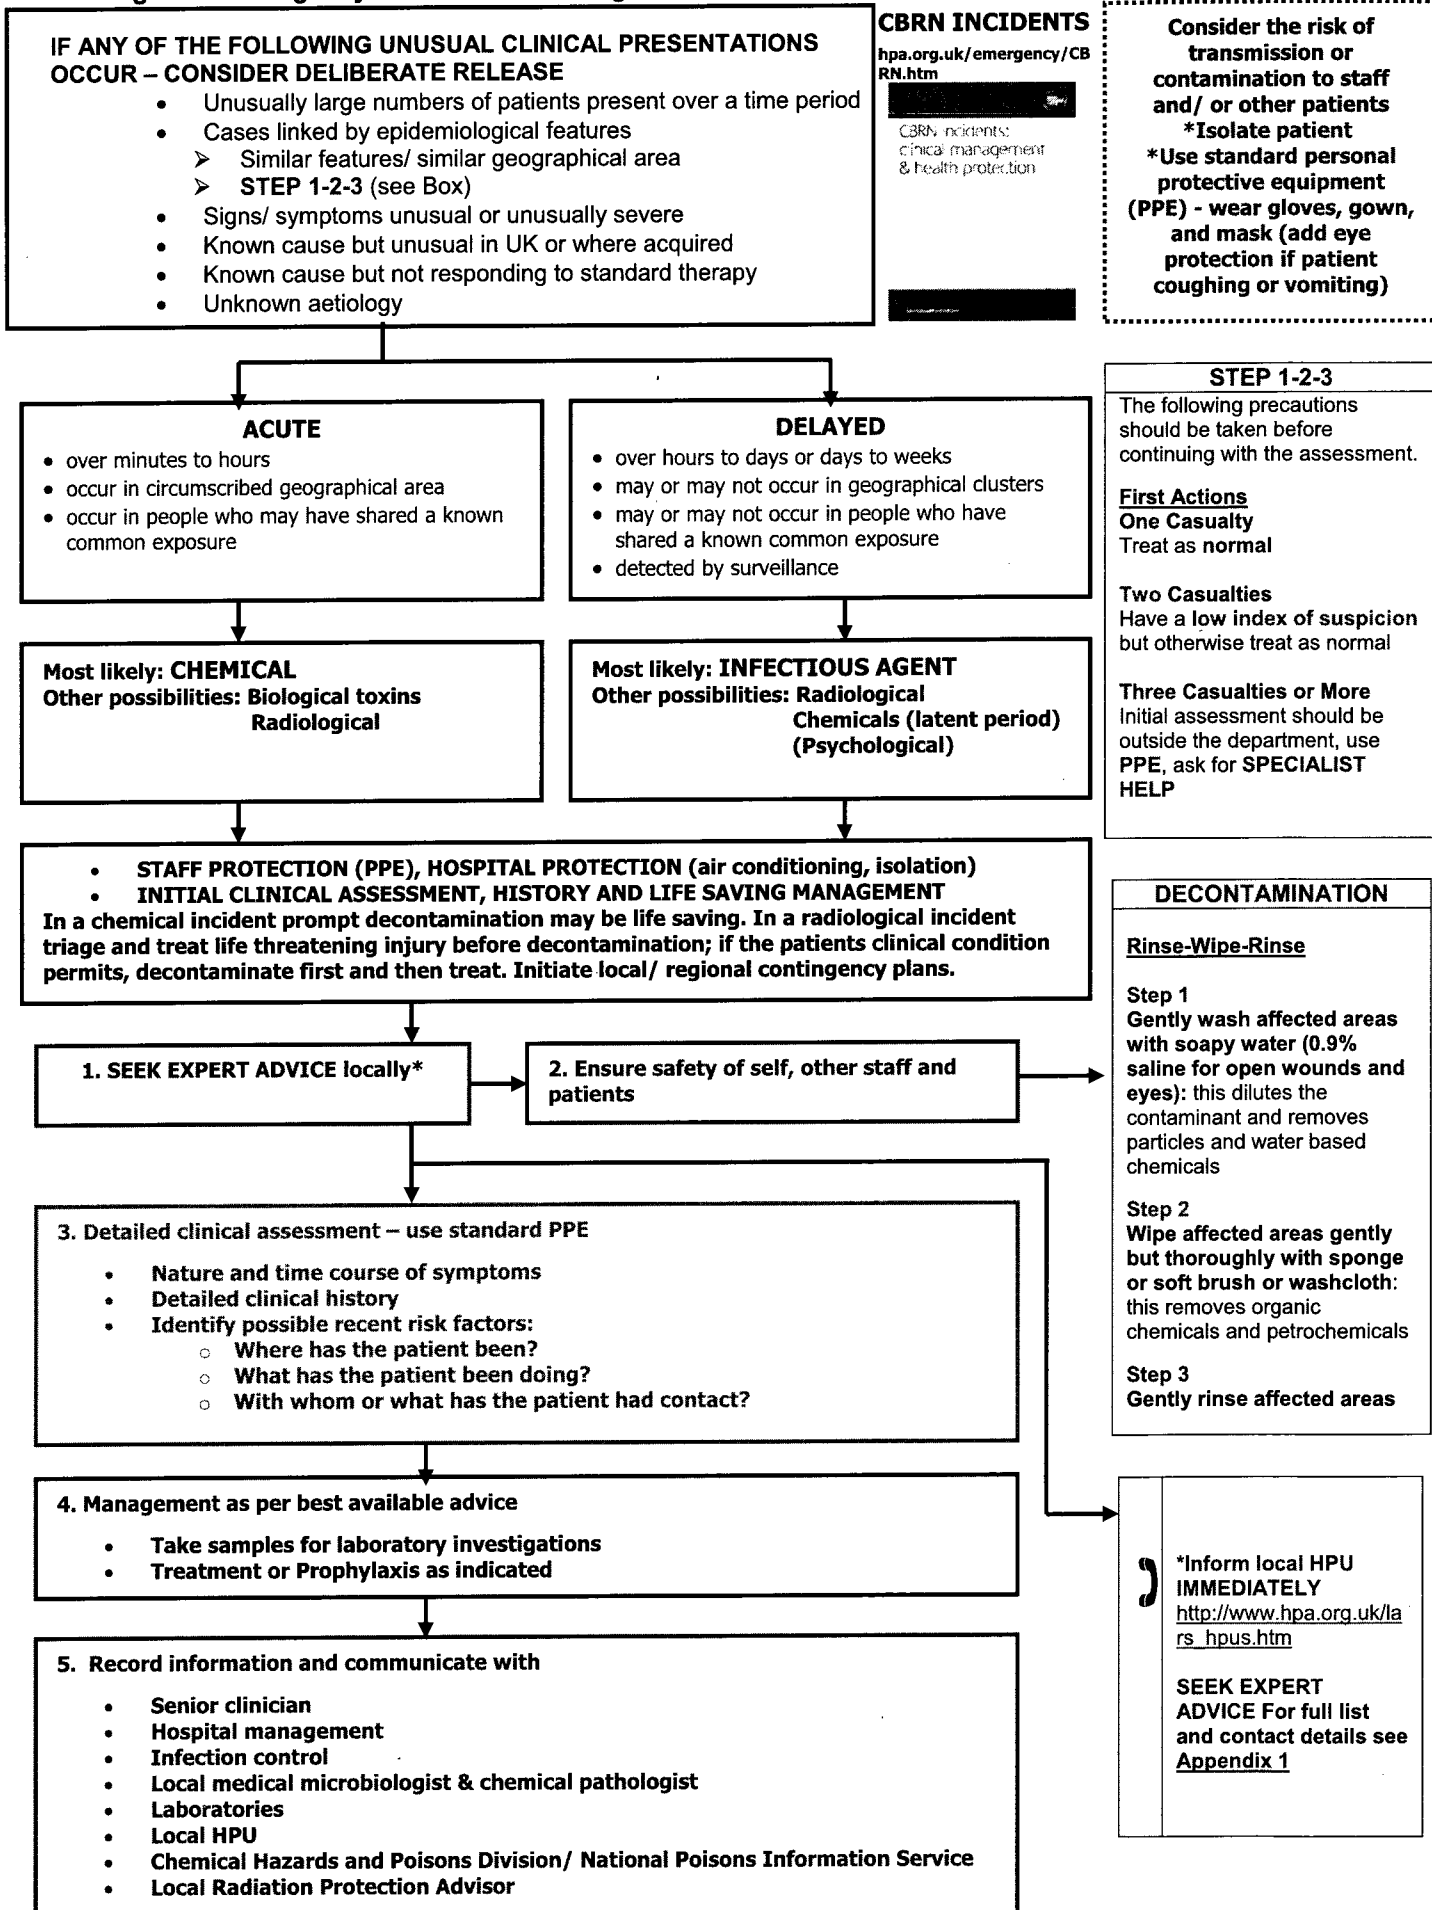 IF ANY OF THE FOLLOWING UNUSUAL CLINICAL PRESENTATIONS
OCCUR – CONSIDER DELIBERATE RELEASE
• Unusually large numbers of patients present over a time period
• Cases linked by epidemiological features
➢ Similar features/ similar geographical area
➢ STEP 1-2-3 (see Box)
• Signs/ symptoms unusual or unusually severe
• Known cause but unusual in UK or where acquired
• Known cause but not responding to standard therapy
• Unknown aetiology
CBRN INCIDENTS
hpa.org.uk/emergency/CB
RN.htm
CBRN incidents:
clinical management
& health protection
Consider the risk of
transmission or
contamination to staff
and/ or other patients
*Isolate patient
*Use standard personal
protective equipment
(PPE) - wear gloves, gown,
and mask (add eye
protection if patient
coughing or vomiting)
ACUTE
• over minutes to hours
• occur in circumscribed geographical area
• occur in people who may have shared a known
common exposure
DELAYED
• over hours to days or days to weeks
• may or may not occur in geographical clusters
• may or may not occur in people who have
shared a known common exposure
• detected by surveillance
STEP 1-2-3
The following precautions
should be taken before
continuing with the assessment.
First Actions
One Casualty
Treat as normal
Two Casualties
Have a low index of suspicion
but otherwise treat as normal
Three Casualties or More
Initial assessment should be
outside the department, use
PPE, ask for SPECIALIST
HELP
Most likely: CHEMICAL
Other possibilities: Biological toxins
Radiological
Most likely: INFECTIOUS AGENT
Other possibilities: Radiological
Chemicals (latent period)
(Psychological)
• STAFF PROTECTION (PPE), HOSPITAL PROTECTION (air conditioning, isolation)
• INITIAL CLINICAL ASSESSMENT, HISTORY AND LIFE SAVING MANAGEMENT
In a chemical incident prompt decontamination may be life saving. In a radiological incident
triage and treat life threatening injury before decontamination; if the patients clinical condition
permits, decontaminate first and then treat. Initiate local/ regional contingency plans.
DECONTAMINATION
Rinse-Wipe-Rinse
Step 1
Gently wash affected areas
with soapy water (0.9%
saline for open wounds and
eyes): this dilutes the
contaminant and removes
particles and water based
chemicals
Step 2
Wipe affected areas gently
but thoroughly with sponge
or soft brush or washcloth:
this removes organic
chemicals and petrochemicals
Step 3
Gently rinse affected areas
1. SEEK EXPERT ADVICE locally*
2. Ensure safety of self, other staff and
patients
3. Detailed clinical assessment – use standard PPE
• Nature and time course of symptoms
• Detailed clinical history
• Identify possible recent risk factors:
○ Where has the patient been?
○ What has the patient been doing?
○ With whom or what has the patient had contact?
4. Management as per best available advice
• Take samples for laboratory investigations
• Treatment or Prophylaxis as indicated
*Inform local HPU
IMMEDIATELY
http://www.hpa.org.uk/la
rs_hpus.htm
SEEK EXPERT
ADVICE For full list
and contact details see
Appendix 1
5. Record information and communicate with
• Senior clinician
• Hospital management
• Infection control
• Local medical microbiologist & chemical pathologist
• Laboratories
• Local HPU
• Chemical Hazards and Poisons Division/ National Poisons Information Service
• Local Radiation Protection Advisor